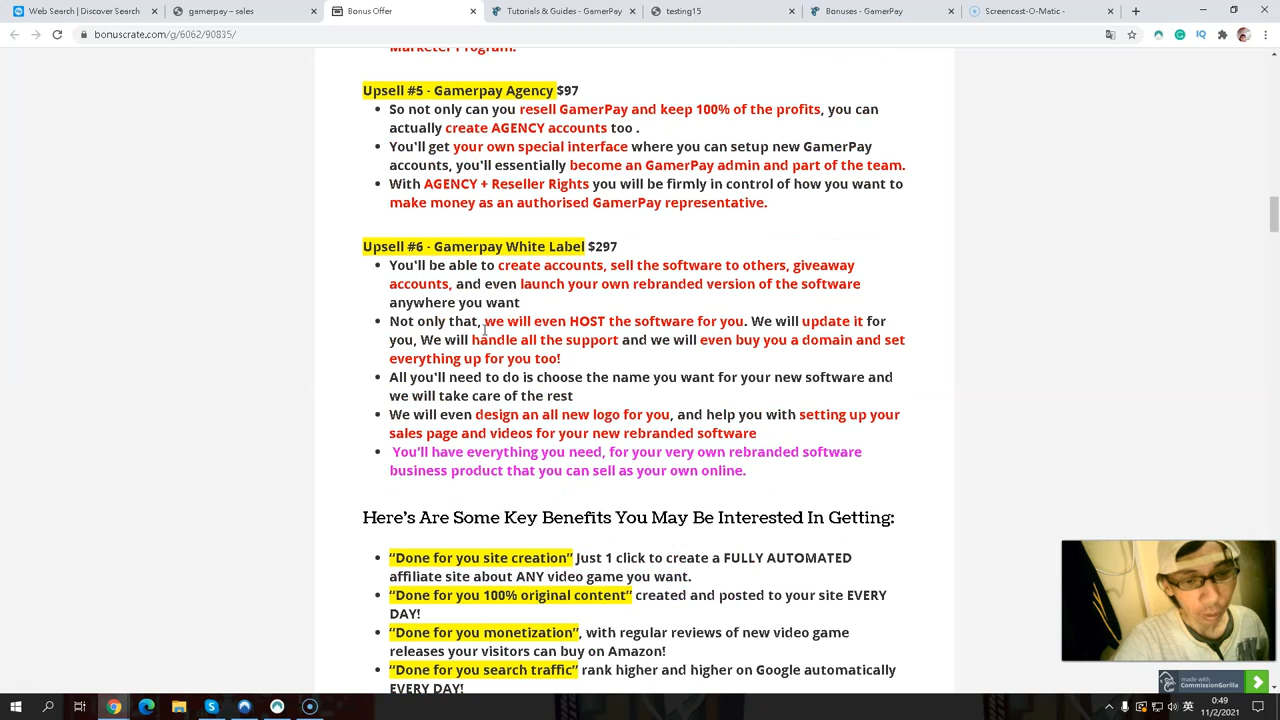 Web Search | Discover Search
gamerpay – sales
Bonus Offer
Tutorials & Guides - GamerPay
testing15
Bonuses - GamerPay
Screencast-O-Matic -
bonuscrate.com/g/6062/90835/
Marketer Program!
Upsell #5 - Gamerpay Agency $97
So not only can you resell GamerPay and keep 100% of the profits, you can
actually create AGENCY accounts too .
You'll get your own special interface where you can setup new GamerPay
accounts, you'll essentially become an GamerPay admin and part of the team.
With AGENCY + Reseller Rights you will be firmly in control of how you want to
make money as an authorised GamerPay representative.
Upsell #6 - Gamerpay White Label $297
You'll be able to create accounts, sell the software to others, giveaway
accounts, and even launch your own rebranded version of the software
anywhere you want
Not only that, we will even HOST the software for you. We will update it for
you, We will handle all the support and we will even buy you a domain and set
everything up for you too!
All you'll need to do is choose the name you want for your new software and
we will take care of the rest
We will even design an all new logo for you, and help you with setting up your
sales page and videos for your new rebranded software
You’ll have everything you need, for your very own rebranded software
business product that you can sell as your own online.
Here's Are Some Key Benefits You May Be Interested In Getting:
“Done for you site creation” Just 1 click to create a FULLY AUTOMATED
affiliate site about ANY video game you want.
“Done for you 100% original content” created and posted to your site EVERY
DAY!
“Done for you monetization”, with regular reviews of new video game
releases your visitors can buy on Amazon!
“Done for you search traffic” rank higher and higher on Google automatically
EVERY DAY!
made with
CommissionGorilla
英
0:49
11/2/2021